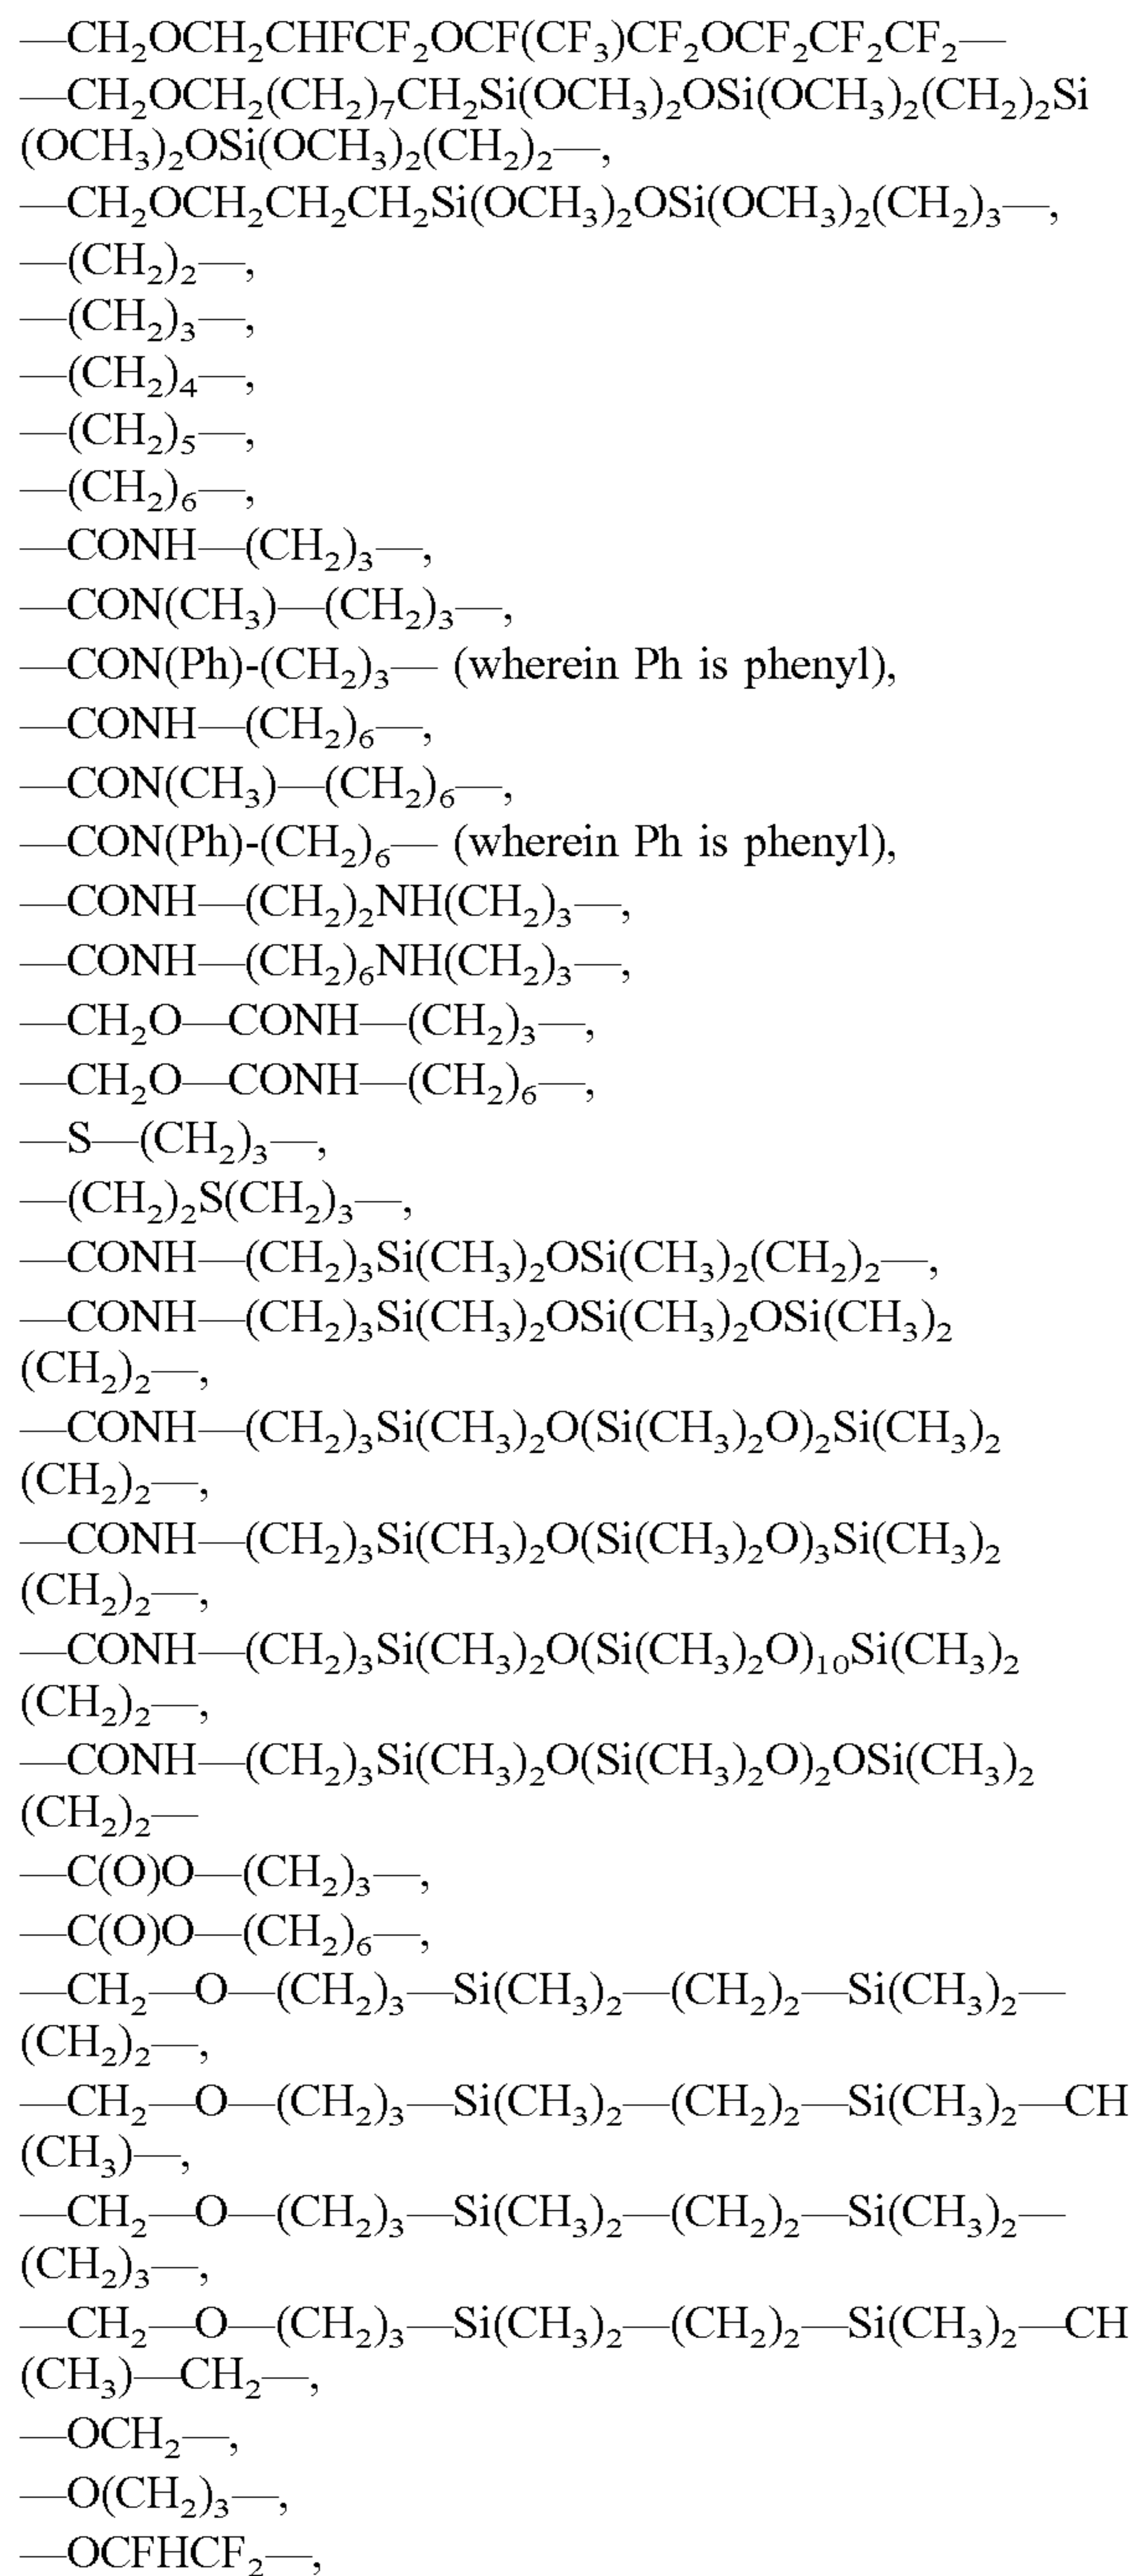 —CH₂OCH₂CHFCF₂OCF(CF₃)CF₂OCF₂CF₂CF₂—
—CH₂OCH₂(CH₂)₇CH₂Si(OCH₃)₂OSi(OCH₃)₂(CH₂)₂Si
(OCH₃)₂OSi(OCH₃)₂(CH₂)₂—,
—CH₂OCH₂CH₂CH₂Si(OCH₃)₂OSi(OCH₃)₂(CH₂)₃—,
—(CH₂)₂—,
—(CH₂)₃—,
—(CH₂)₄—,
—(CH₂)₅—,
—(CH₂)₆—,
—CONH—(CH₂)₃—,
—CON(CH₃)—(CH₂)₃—,
—CON(Ph)-(CH₂)₃— (wherein Ph is phenyl),
—CONH—(CH₂)₆—,
—CON(CH₃)—(CH₂)₆—,
—CON(Ph)-(CH₂)₆— (wherein Ph is phenyl),
—CONH—(CH₂)₂NH(CH₂)₃—,
—CONH—(CH₂)₆NH(CH₂)₃—,
—CH₂O—CONH—(CH₂)₃—,
—CH₂O—CONH—(CH₂)₆—,
—S—(CH₂)₃—,
—(CH₂)₂S(CH₂)₃—,
—CONH—(CH₂)₃Si(CH₃)₂OSi(CH₃)₂(CH₂)₂—,
—CONH—(CH₂)₃Si(CH₃)₂OSi(CH₃)₂OSi(CH₃)₂
(CH₂)₂—,
—CONH—(CH₂)₃Si(CH₃)₂O(Si(CH₃)₂O)₂Si(CH₃)₂
(CH₂)₂—,
—CONH—(CH₂)₃Si(CH₃)₂O(Si(CH₃)₂O)₃Si(CH₃)₂
(CH₂)₂—,
—CONH—(CH₂)₃Si(CH₃)₂O(Si(CH₃)₂O)₁₀Si(CH₃)₂
(CH₂)₂—,
—CONH—(CH₂)₃Si(CH₃)₂O(Si(CH₃)₂O)₂OSi(CH₃)₂
(CH₂)₂—
—C(O)O—(CH₂)₃—,
—C(O)O—(CH₂)₆—,
—CH₂—O—(CH₂)₃—Si(CH₃)₂—(CH₂)₂—Si(CH₃)₂—
(CH₂)₂—,
—CH₂—O—(CH₂)₃—Si(CH₃)₂—(CH₂)₂—Si(CH₃)₂—CH
(CH₃)—,
—CH₂—O—(CH₂)₃—Si(CH₃)₂—(CH₂)₂—Si(CH₃)₂—
(CH₂)₃—,
—CH₂—O—(CH₂)₃—Si(CH₃)₂—(CH₂)₂—Si(CH₃)₂—CH
(CH₃)—CH₂—,
—OCH₂—,
—O(CH₂)₃—,
—OCFHCF₂—,